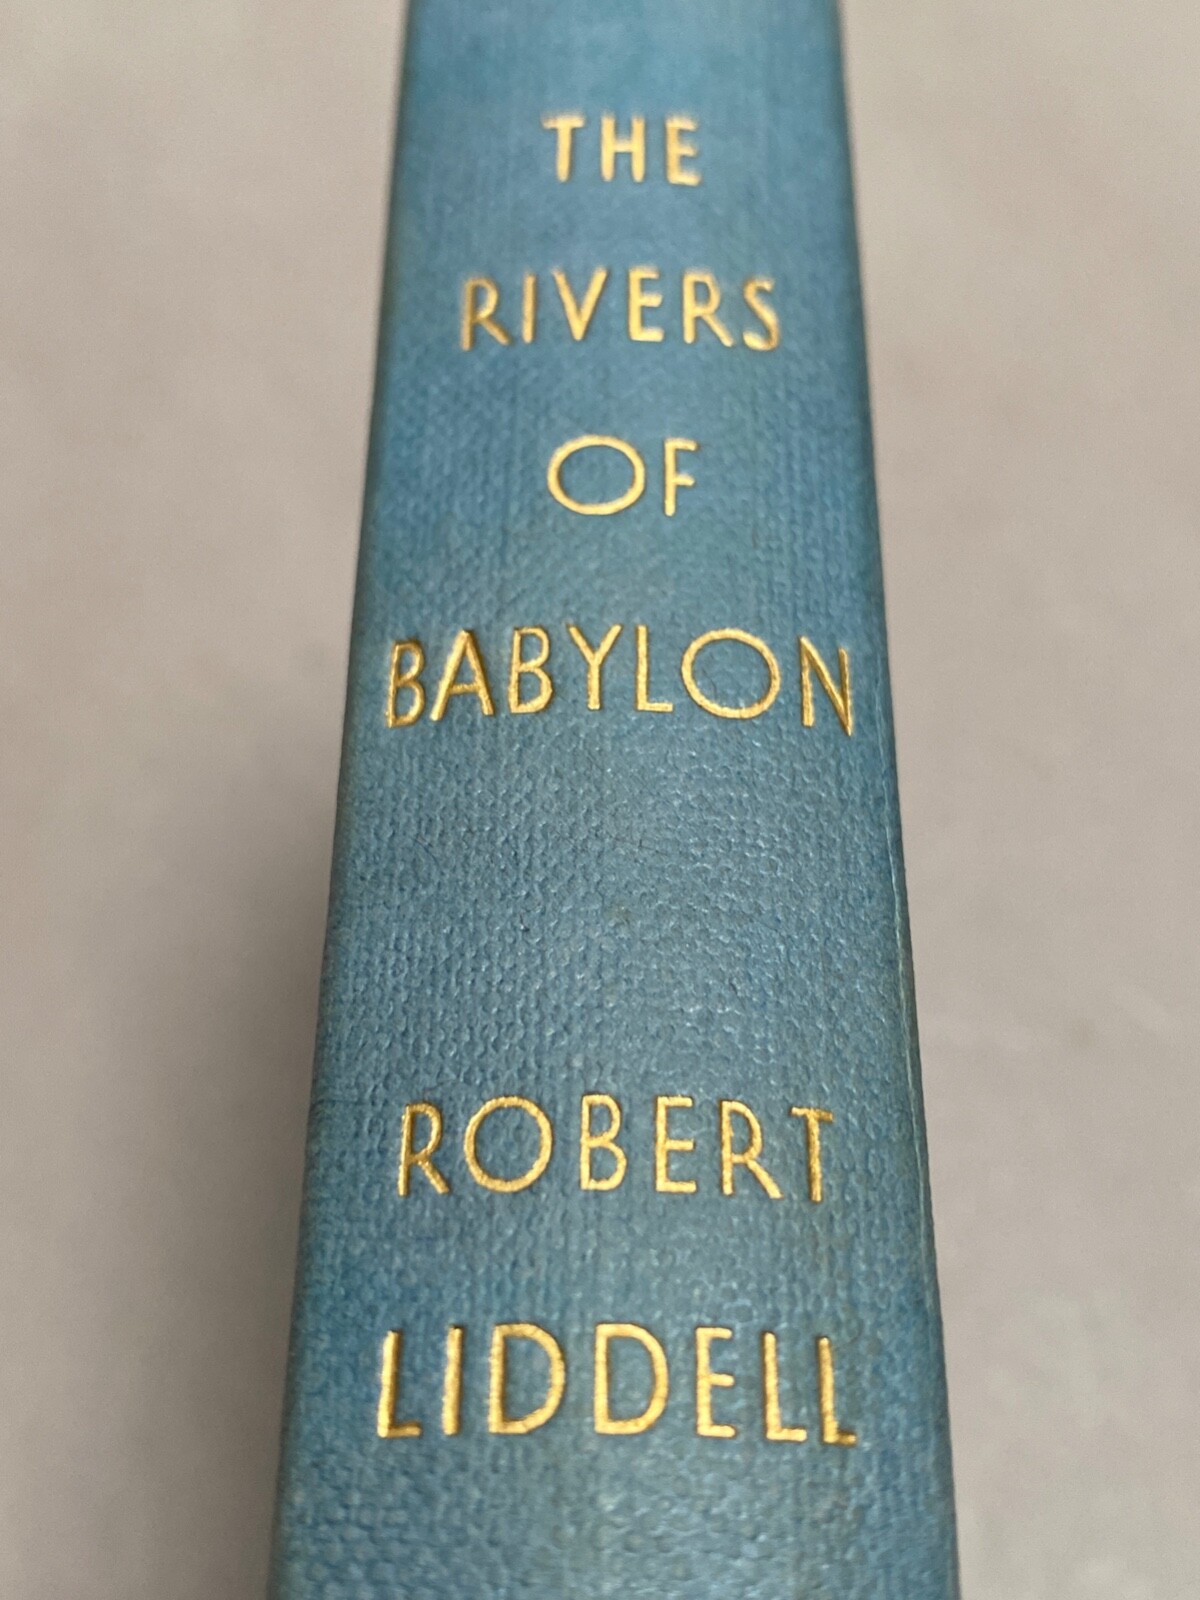 THE
RIVERS
OF
BABYLON
ROBERT
LIDDELL